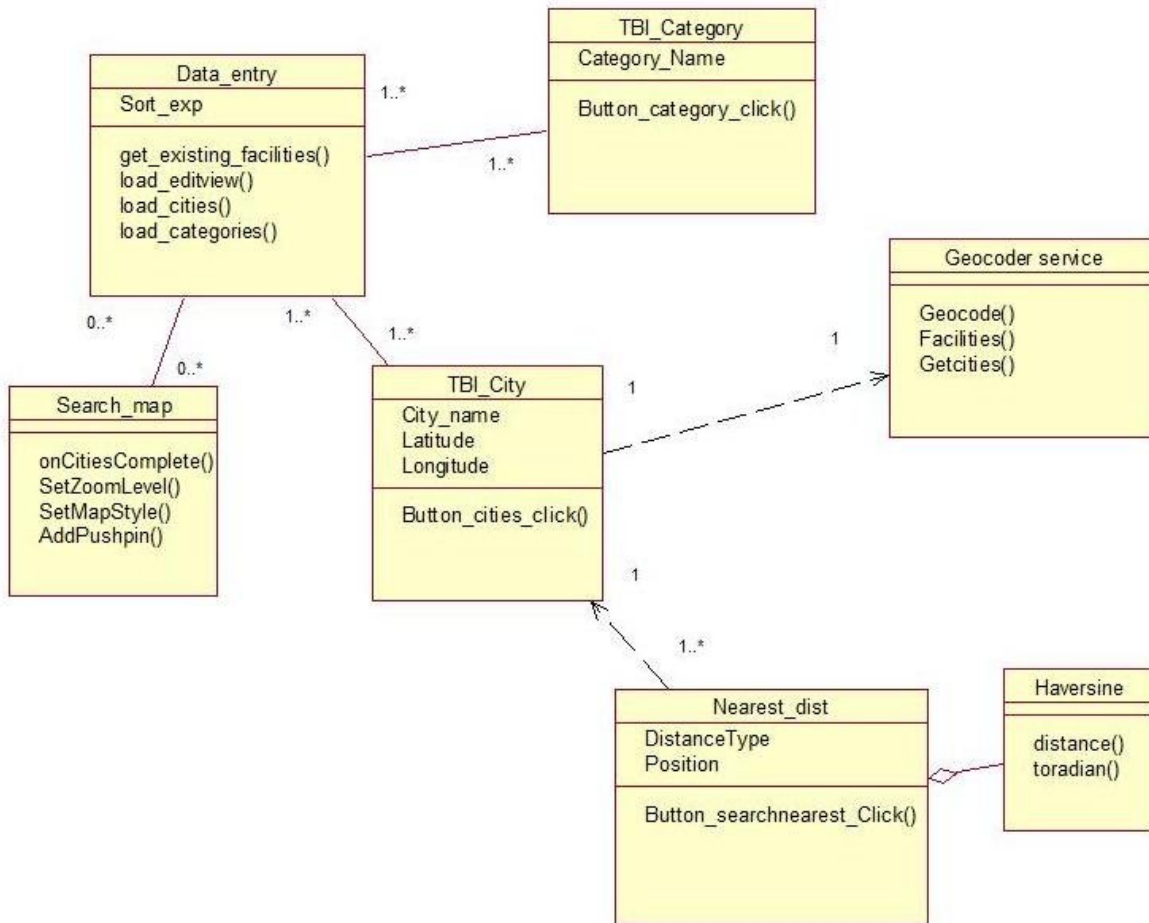 TBI_Category
Category_Name
Button_category_click()
Data_entry
Sort_exp
get_existing_facilities()
load_editview()
load_cities()
load_categories()
1..*
1..*
Geocoder service
Geocode()
Facilities()
Getcities()
0..*
0..*
1..*
1..*
Search_map
onCitiesComplete()
SetZoomLevel()
SetMapStyle()
AddPushpin()
TBI_City
City_name
Latitude
Longitude
Button_cities_click()
1
1
1
1..*
Nearest_dist
DistanceType
Position
Button_searchnearest_Click()
Haversine
distance()
toradian()